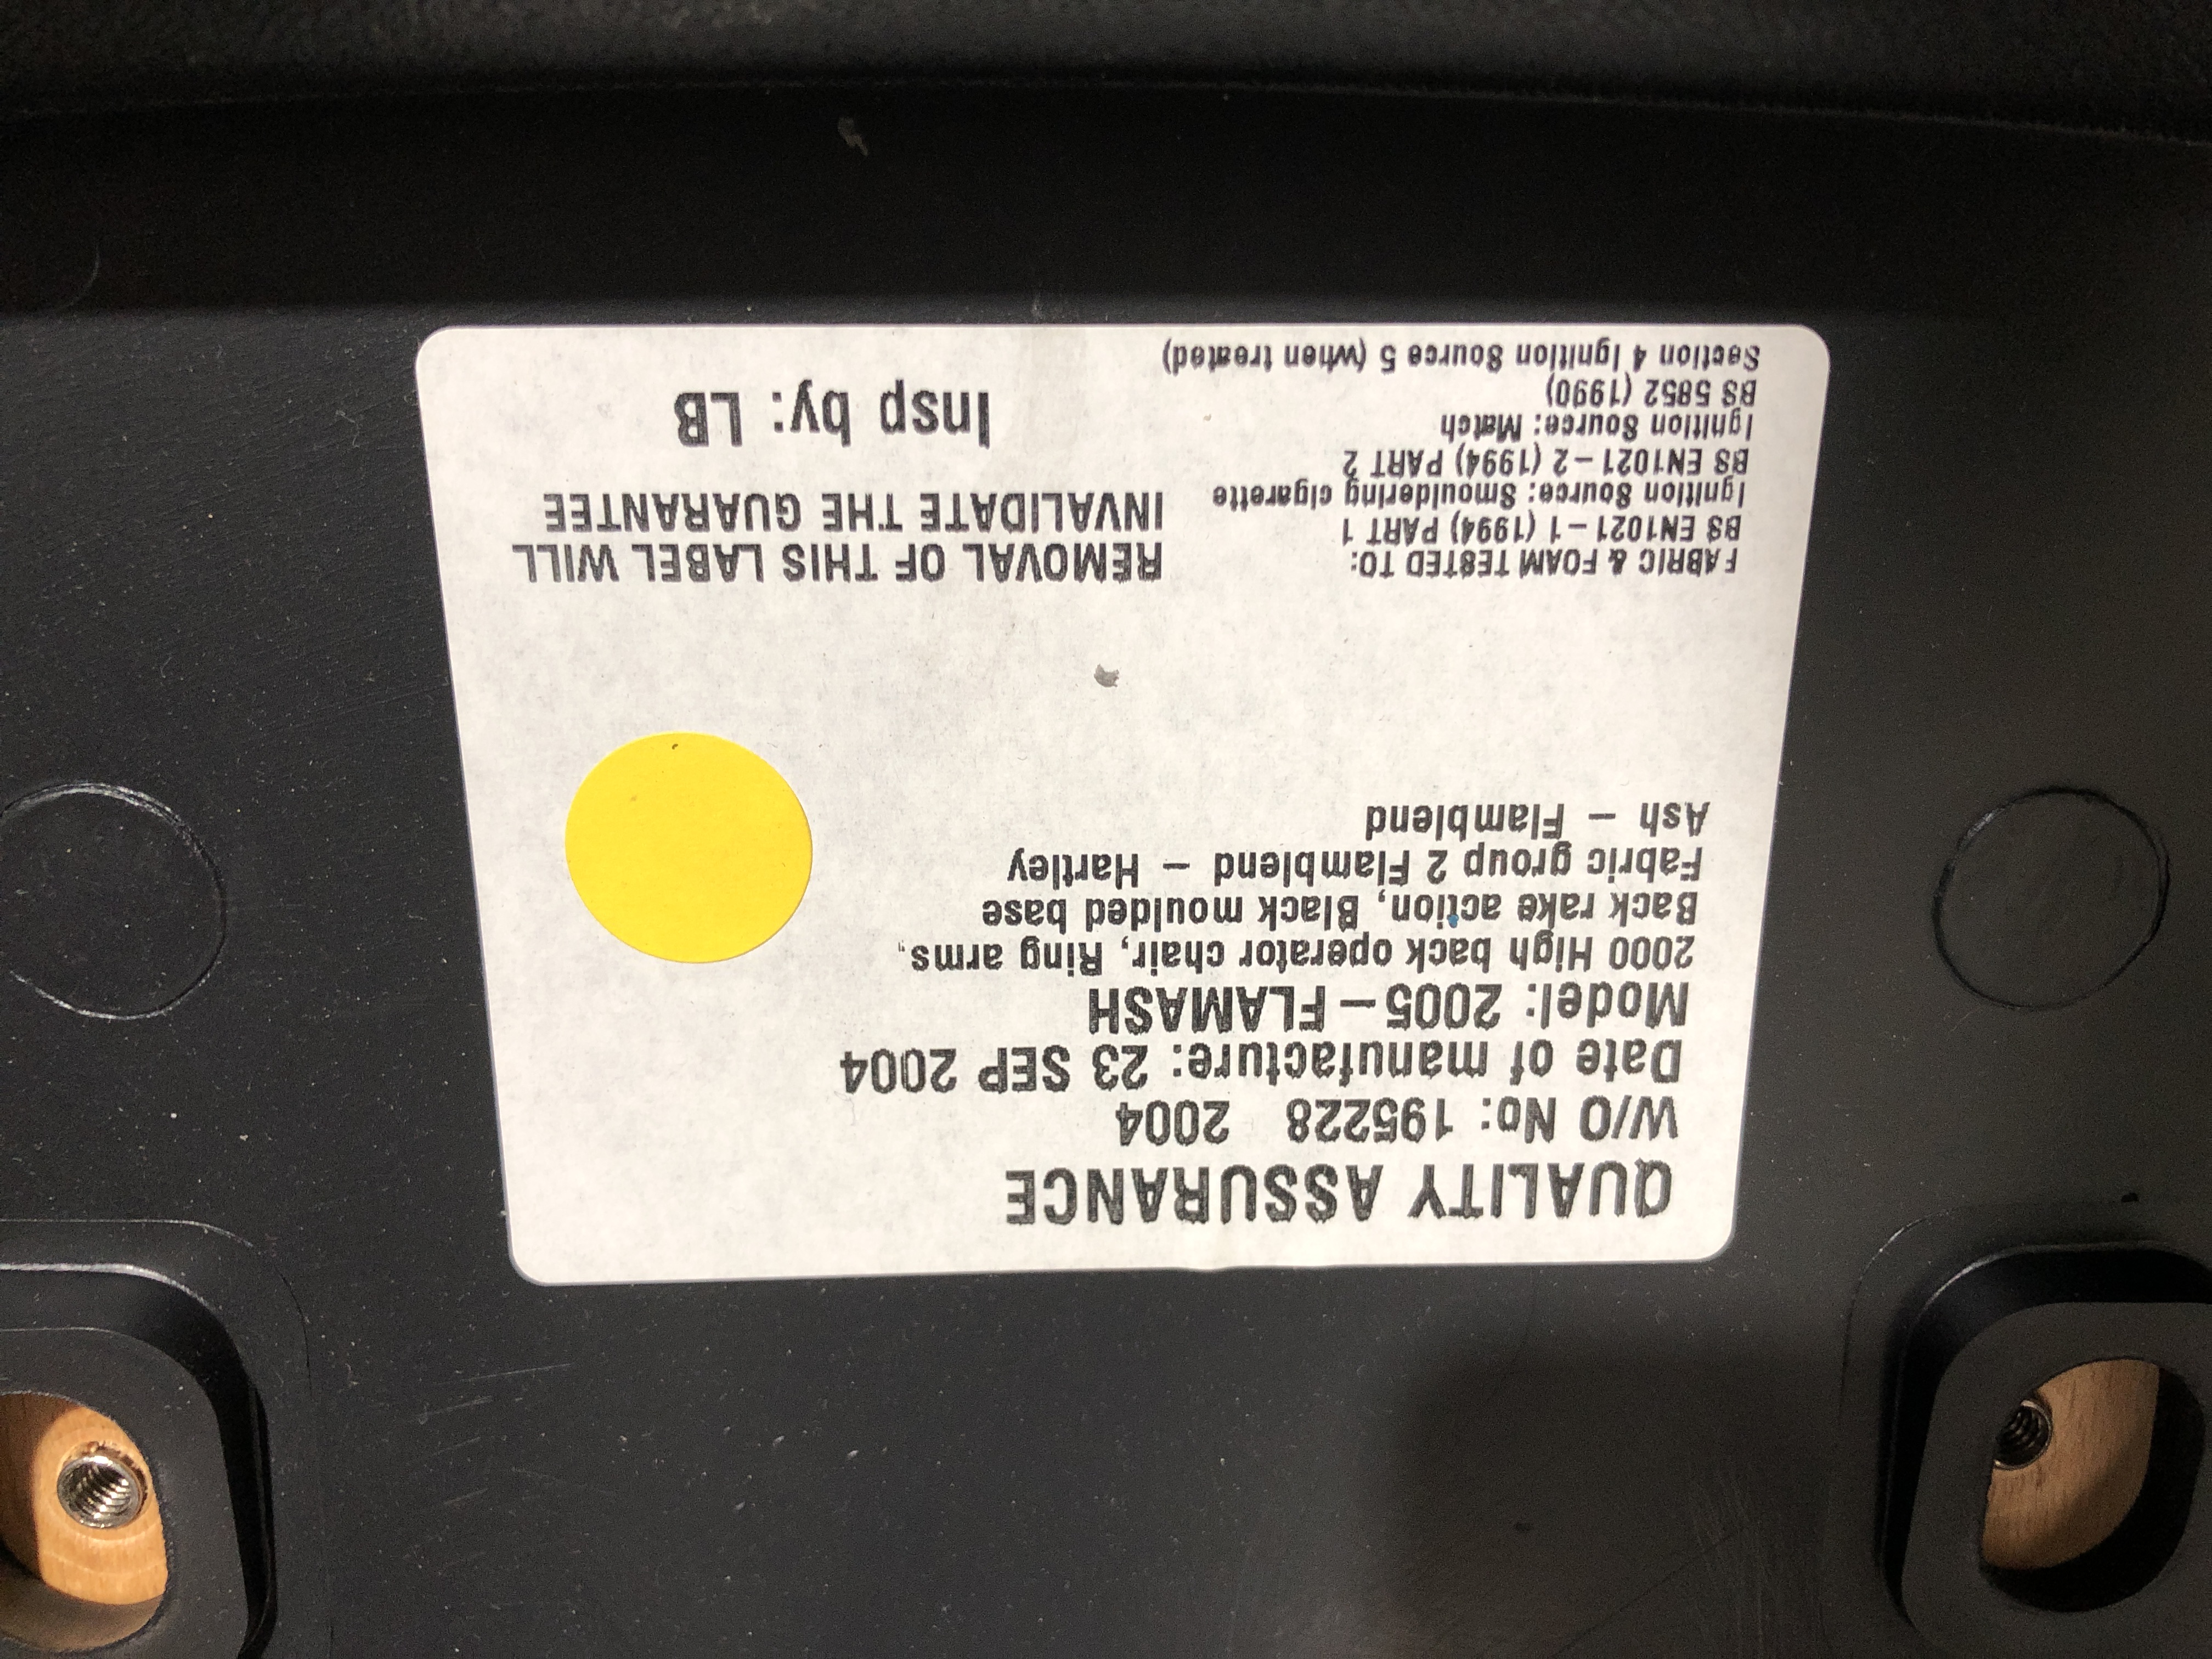 QUALITY ASSURANCE
W/O No: 195228 2004
Date of manufacture: 23 SEP 2004
Model: 2005-FLAMASH
2000 High back operator chair, Ring arms,
Back rake action, Black moulded base
Fabric group 2 Flamblend - Hartley
Ash - Flamblend
FABRIC & FOAM TESTED TO:
BS EN1021-1 (1994) PART 1
Ignition Source: Smouldering cigarette
BS EN1021-2 (1994) PART 2
Ignition Source: Match
BS 5852 (1990)
Section 4 Ignition Source 5 (when treated)
REMOVAL OF THIS LABEL WILL
INVALIDATE THE GUARANTEE
Insp by: LB